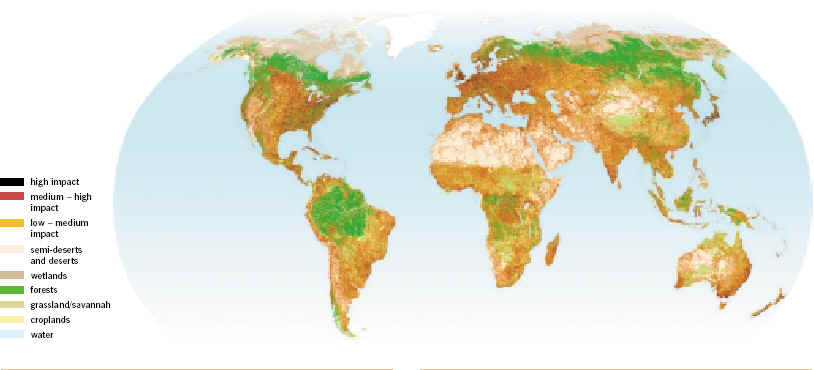 high impact
medium – high
impact
low – medium
impact
semi-deserts
and deserts
wetlands
forests
grassland/savannah
croplands
water